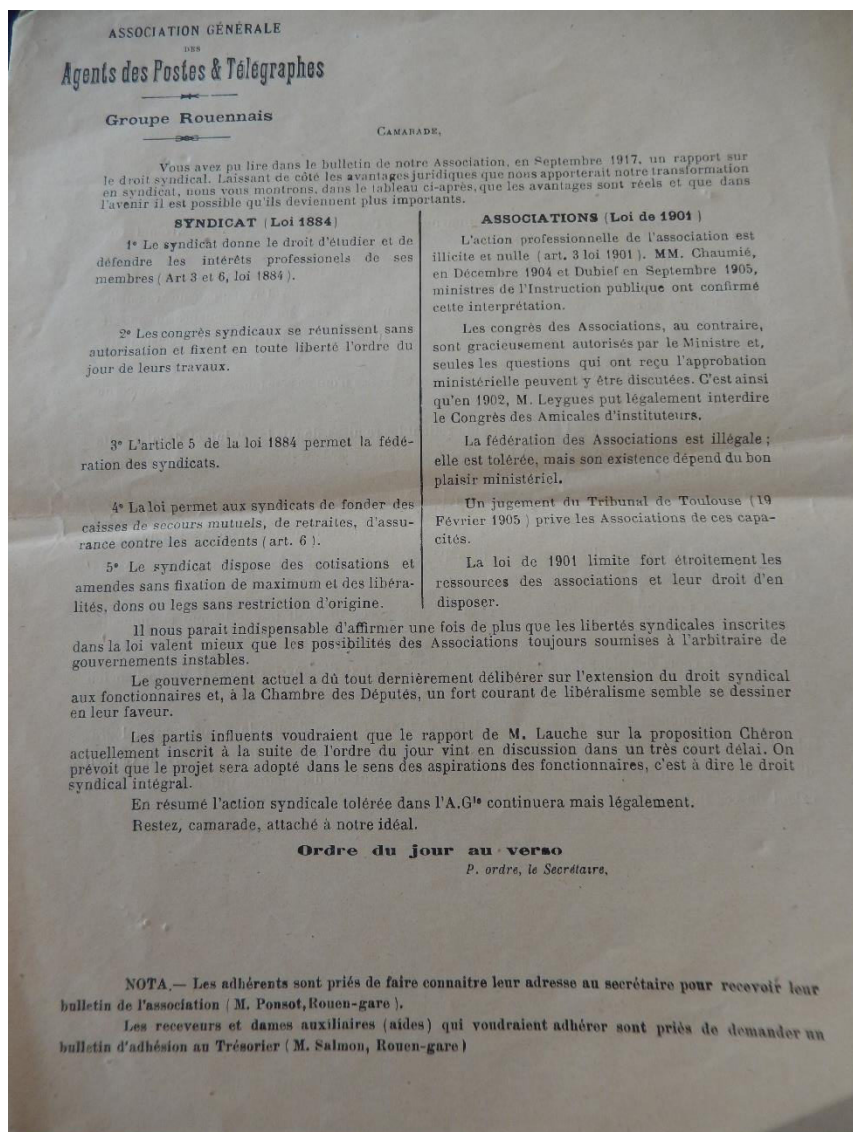 ASSOCIATION GÉNÉRALE
DES
Agents des Postes & Télégraphes
Groupe Rouennais
CAMARADE,
Vous avez pu lire dans le bulletin de notre Association, en Septembre 1917, un rapport sur
le droit syndical. Laissant de côté les avantages juridiques que nous apporterait notre transformation
en syndicat, nous vous montrons, dans le tableau ci-après, que les avantages sont réels et que dans
l'avenir il est possible qu'ils deviennent plus importants.
SYNDICAT (Loi 1884)
1º Le syndicat donne le droit d'étudier et de
défendre les intérêts professionels de ses
membres (Art 3 et 6, loi 1884).
2º Les congrès syndicaux se réunissent sans
autorisation et fixent en toute liberté l'ordre du
jour de leurs travaux.
3º L'article 5 de la loi 1884 permet la fédé-
ration des syndicats.
4º La loi permet aux syndicats de fonder des
caisses de secours mutuels, de retraites, d'assu-
rance contre les accidents (art. 6).
5º Le syndicat dispose des cotisations et
amendes sans fixation de maximum et des libéra-
lités, dons ou legs sans restriction d'origine.
ASSOCIATIONS (Loi de 1901)
L'action professionnelle de l'association est
illicite et nulle (art. 3 loi 1901). MM. Chaumié,
en Décembre 1904 et Dubief en Septembre 1905,
ministres de l'Instruction publique ont confirmé
cette interprétation.
Les congrès des Associations, au contraire,
sont gracieusement autorisés par le Ministre et,
seules les questions qui ont reçu l'approbation
ministérielle peuvent y être discutées. C'est ainsi
qu'en 1902, M. Leygues put légalement interdire
le Congrès des Amicales d'instituteurs.
La fédération des Associations est illégale ;
elle est tolérée, mais son existence dépend du bon
plaisir ministériel.
Un jugement du Tribunal de Toulouse (19
Février 1905) prive les Associations de ces capa-
cités.
La loi de 1901 limite fort étroitement les
ressources des associations et leur droit d'en
disposer.
Il nous parait indispensable d'affirmer une fois de plus que les libertés syndicales inscrites
dans la loi valent mieux que les possibilités des Associations toujours soumises à l'arbitraire de
gouvernements instables.
Le gouvernement actuel a dû tout dernièrement délibérer sur l'extension du droit syndical
aux fonctionnaires et, à la Chambre des Députés, un fort courant de libéralisme semble se dessiner
en leur faveur.
Les partis influents voudraient que le rapport de M. Lauche sur la proposition Chéron
actuellement inscrit à la suite de l'ordre du jour vint en discussion dans un très court délai. On
prévoit que le projet sera adopté dans le sens des aspirations des fonctionnaires, c'est à dire le droit
syndical intégral.
En résumé l'action syndicale tolérée dans l'A.Gle continuera mais légalement.
Restez, camarade, attaché à notre idéal.
Ordre du jour au verso
P. ordre, le Secrétaire,
NOTA.— Les adhérents sont priés de faire connaitre leur adresse au secrétaire pour recevoir leur
bulletin de l'association (M. Ponsot, Rouen-gare).
Les receveurs et dames auxiliaires (aides) qui voudraient adhérer sont priés de demander un
bulletin d'adhésion au Trésorier (M. Salmon, Rouen-gare)